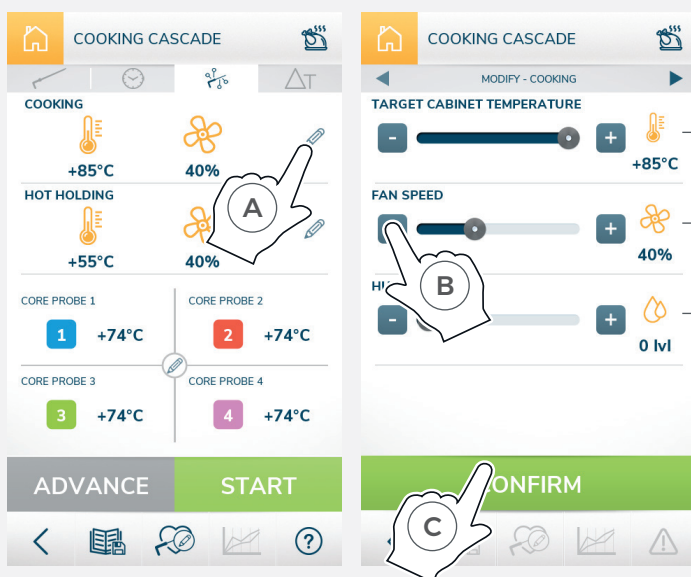 COOKING CASCADE
ΔT
COOKING
+85°C 40%
A
HOT HOLDING
+55°C 40%
CORE PROBE 1 CORE PROBE 2
1 +74°C 2 +74°C
CORE PROBE 3 CORE PROBE 4
3 +74°C 4 +74°C
ADVANCE START
?
COOKING CASCADE
MODIFY - COOKING
TARGET CABINET TEMPERATURE
- +
+85°C
FAN SPEED
+
40%
B
- +
0 lvl
CONFIRM
C